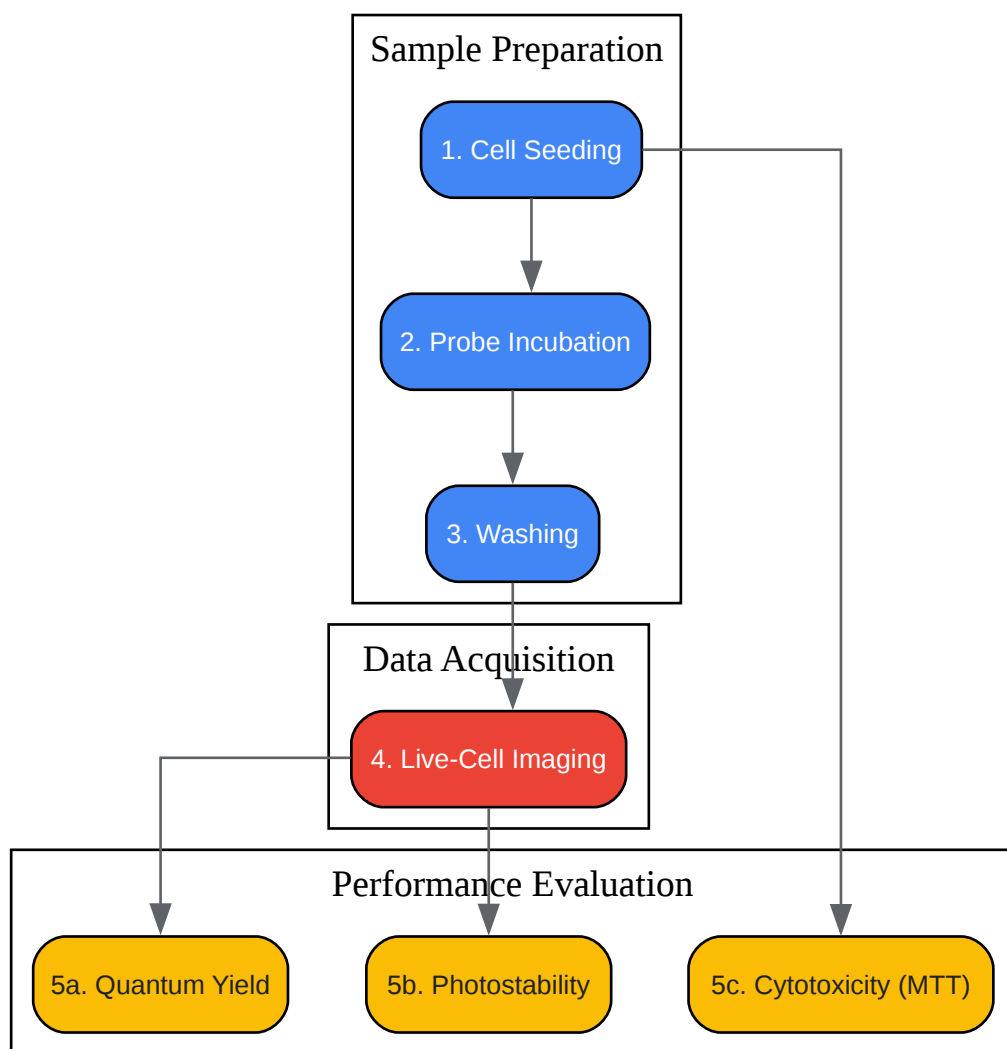 Sample Preparation
1. Cell Seeding
2. Probe Incubation
3. Washing
Data Acquisition
4. Live-Cell Imaging
Performance Evaluation
5a. Quantum Yield
5b. Photostability
5c. Cytotoxicity (MTT)